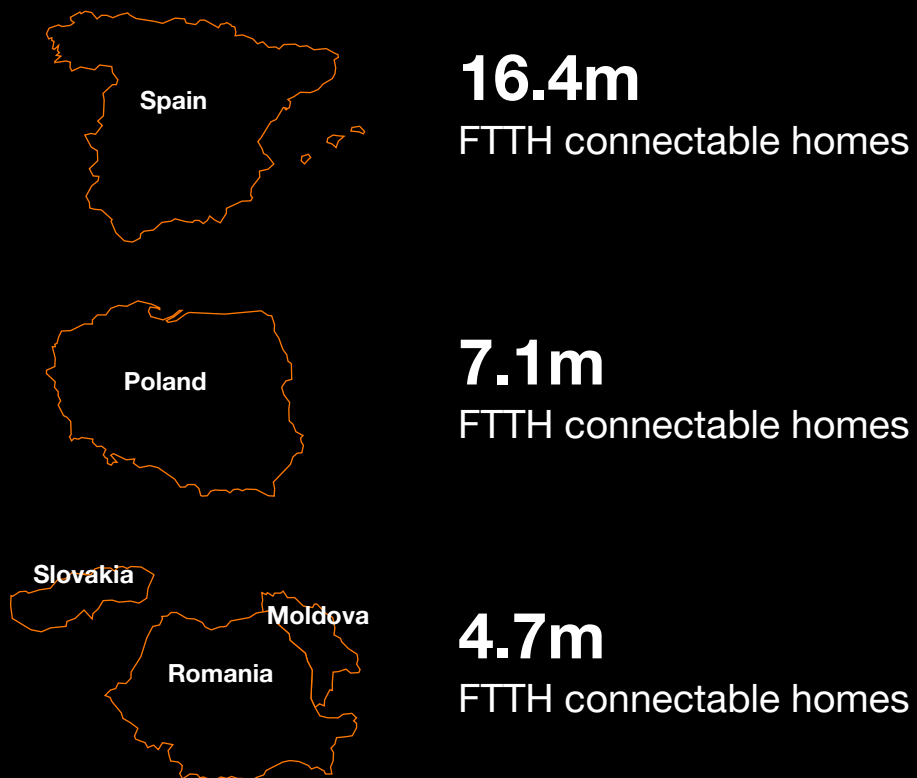 Spain
16.4m
FTTH connectable homes
Poland
7.1m
FTTH connectable homes
Slovakia
Moldova
Romania
4.7m
FTTH connectable homes